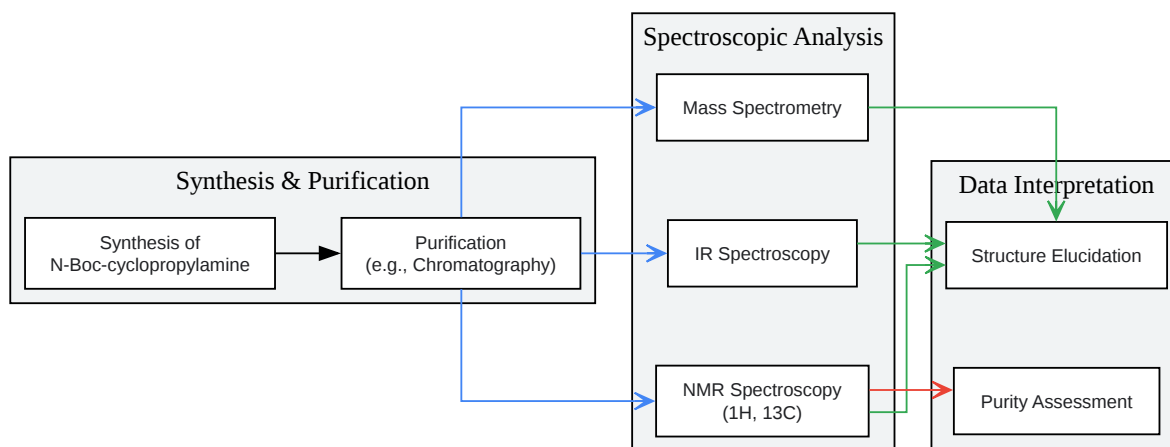 Spectroscopic Analysis
Mass Spectrometry
Synthesis & Purification
Data Interpretation
Synthesis of
N-Boc-cyclopropylamine
Purification
(e.g., Chromatography)
IR Spectroscopy
Structure Elucidation
NMR Spectroscopy
(1H, 13C)
Purity Assessment